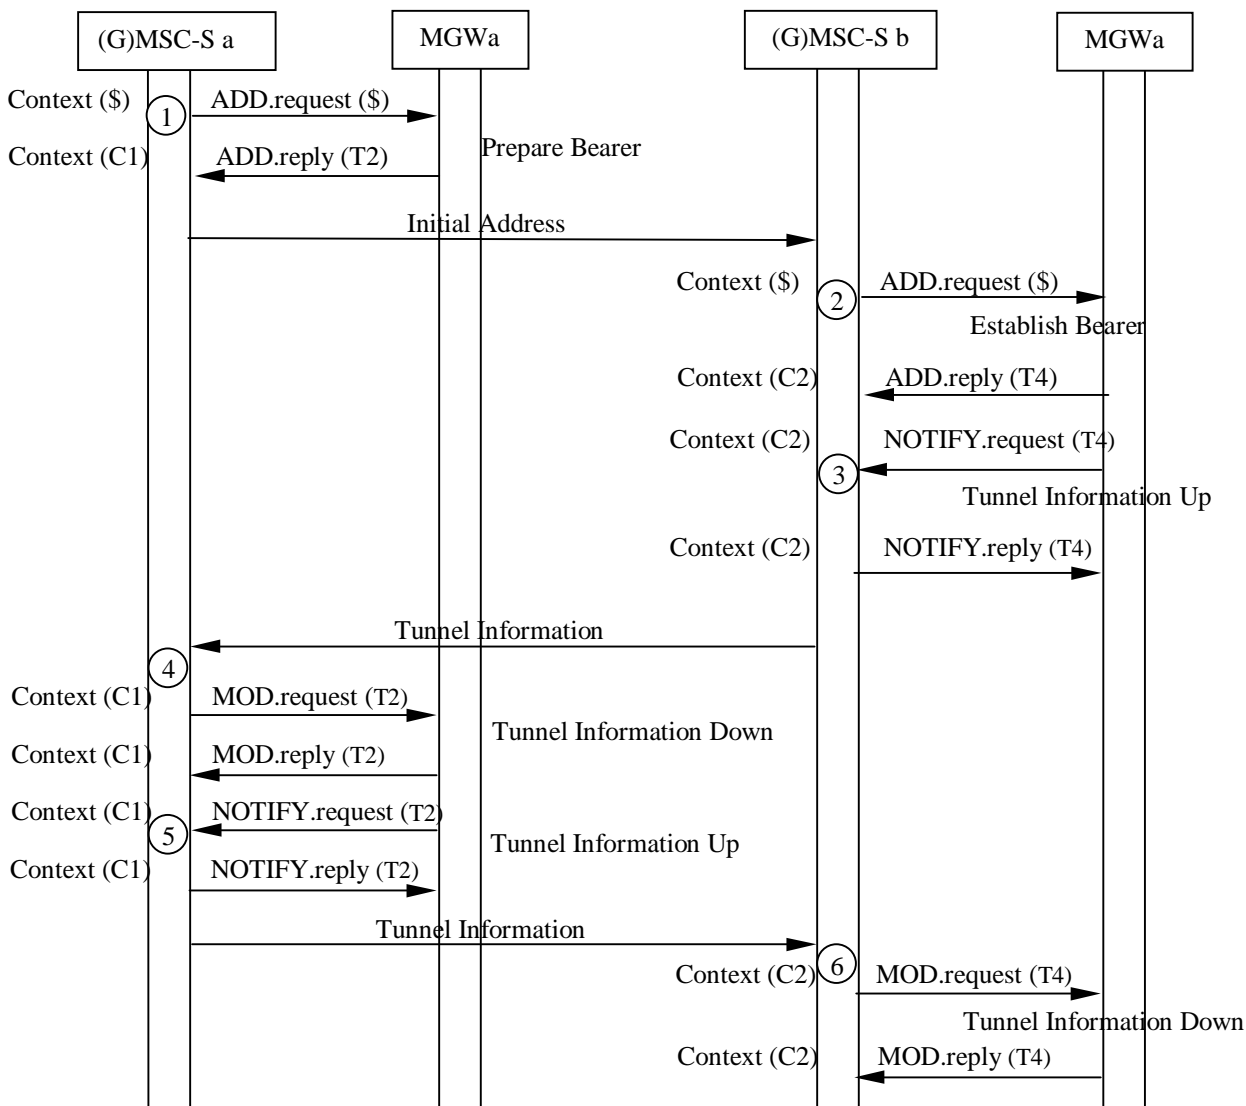 (G)MSC-S a
MGWa
(G)MSC-S b
MGWa
Context ($)
1
ADD.request ($)
Prepare Bearer
Context (C1)
ADD.reply (T2)
Initial Address
Context ($)
2
ADD.request ($)
Establish Bearer
Context (C2)
ADD.reply (T4)
Context (C2)
NOTIFY.request (T4)
3
Tunnel Information Up
Context (C2)
NOTIFY.reply (T4)
Tunnel Information
4
Context (C1)
MOD.request (T2)
Tunnel Information Down
Context (C1)
MOD.reply (T2)
Context (C1)
NOTIFY.request (T2)
5
Tunnel Information Up
Context (C1)
NOTIFY.reply (T2)
Tunnel Information
6
Context (C2)
MOD.request (T4)
Tunnel Information Down
Context (C2)
MOD.reply (T4)